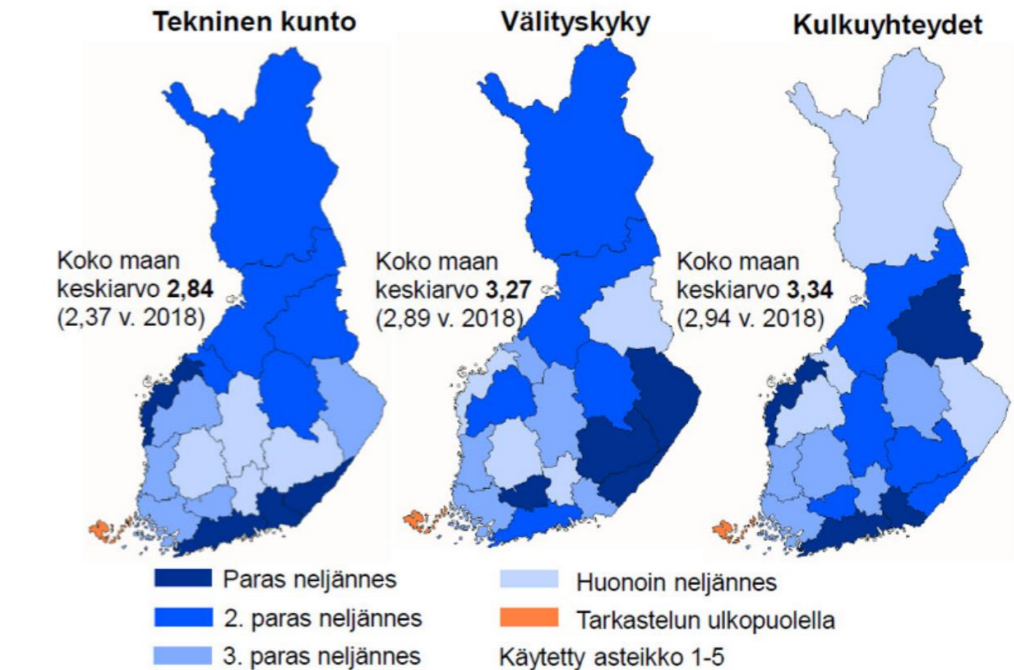 Tekninen kunto
Välityskyky
Kulkuyhteydet
Koko maan
keskiarvo 2,84
(2,37 v. 2018)
Koko maan
keskiarvo 3,27
(2,89 v. 2018)
Koko maan
keskiarvo 3,34
(2,94 v. 2018)
Paras neljännes
2. paras neljännes
3. paras neljännes
Huonoin neljännes
Tarkastelun ulkopuolella
Käytetty asteikko 1-5